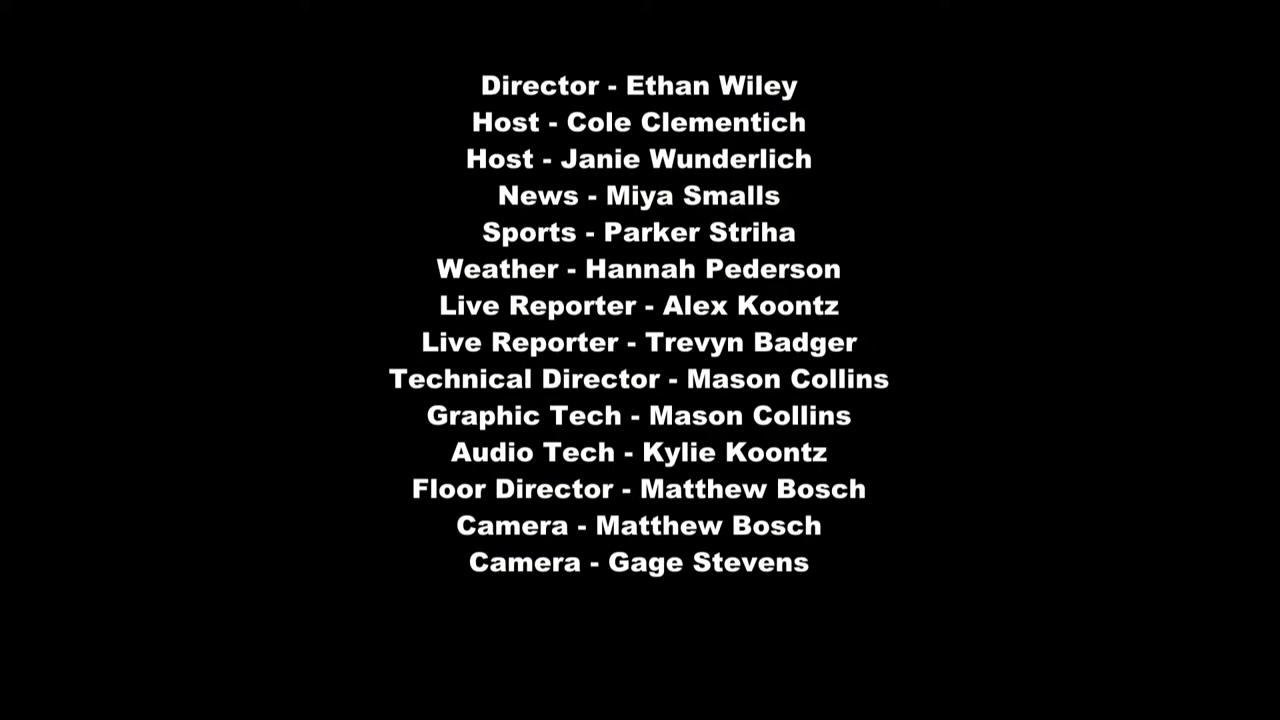 Director - Ethan Wiley
Host - Cole Clementich
Host - Janie Wunderlich
News - Miya Smalls
Sports - Parker Striha
Weather - Hannah Pederson
Live Reporter - Alex Koontz
Live Reporter - Trevyn Badger
Technical Director - Mason Collins
Graphic Tech - Mason Collins
Audio Tech - Kylie Koontz
Floor Director - Matthew Bosch
Camera - Matthew Bosch
Camera - Gage Stevens